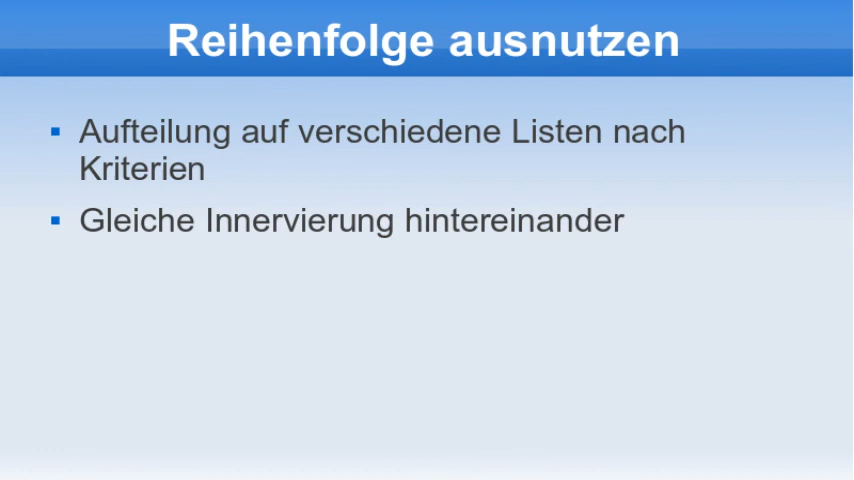 Reihenfolge ausnutzen
Aufteilung auf verschiedene Listen nach
Kriterien
Gleiche Innervierung hintereinander